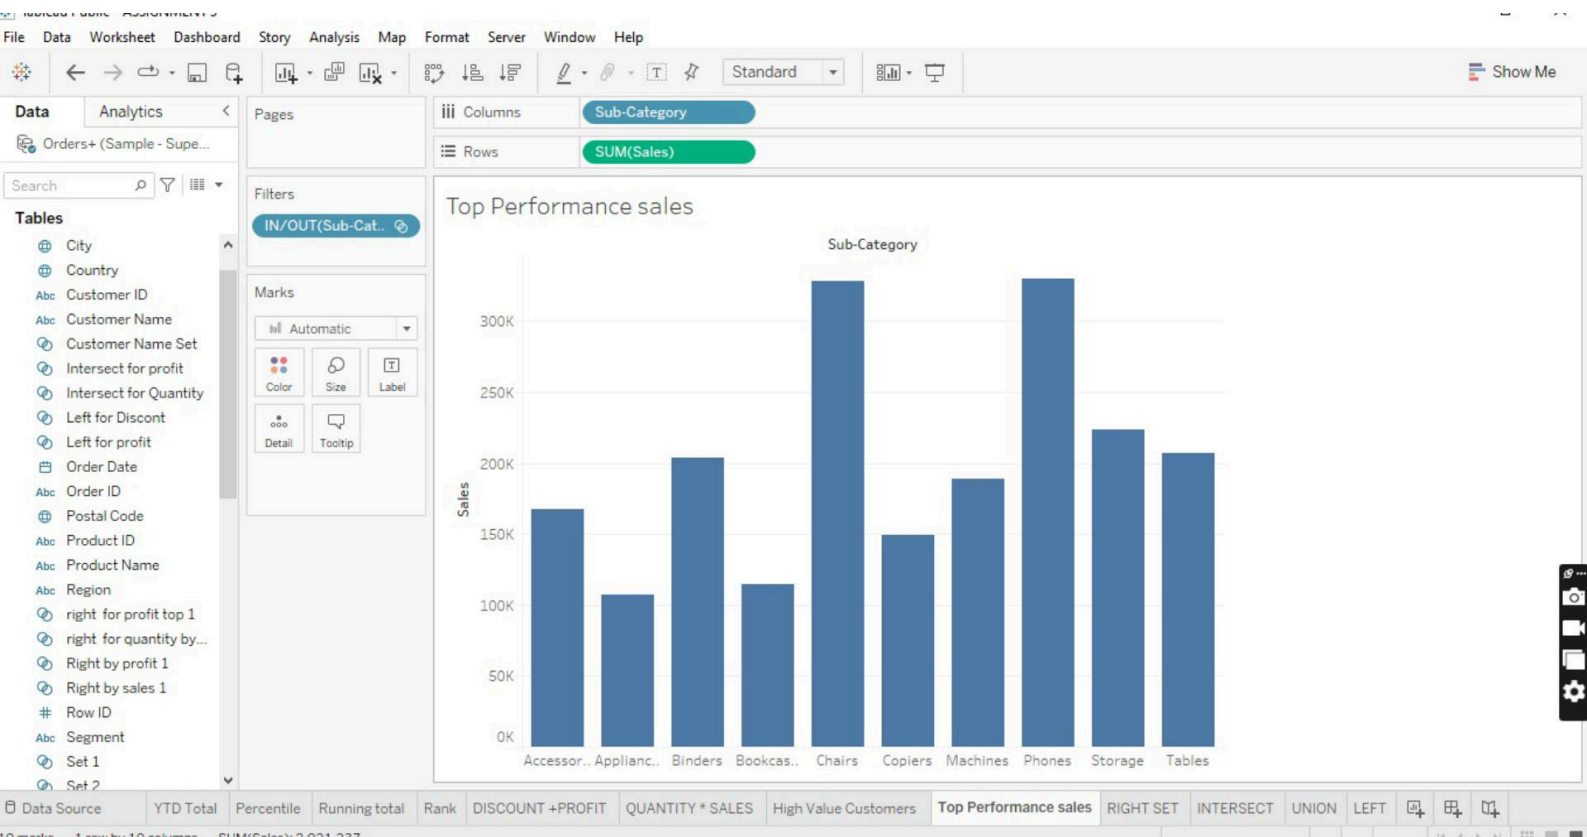 File Data Worksheet Dashboard Story Analysis Map Format Server Window Help
Standard
Show Me
Data Analytics
Pages
Columns
Sub-Category
Orders+ (Sample - Supe...
Rows
SUM(Sales)
Search
Filters
IN/OUT(Sub-Cat..
Tables
City
Country
Abc Customer ID
Abc Customer Name
Customer Name Set
Intersect for profit
Intersect for Quantity
Left for Discont
Left for profit
Order Date
Abc Order ID
Postal Code
Abc Product ID
Abc Product Name
Abc Region
right for profit top 1
right for quantity by...
Right by profit 1
Right by sales 1
# Row ID
Abc Segment
Set 1
Set 2
Marks
Automatic
Color Size Label
Detail Tooltip
Top Performance sales
Sub-Category
Sales
300K
250K
200K
150K
100K
50K
0K
Accessor.. Applianc.. Binders Bookcas.. Chairs Copiers Machines Phones Storage Tables
Data Source YTD Total Percentile Running total Rank DISCOUNT +PROFIT QUANTITY * SALES High Value Customers Top Performance sales RIGHT SET INTERSECT UNION LEFT